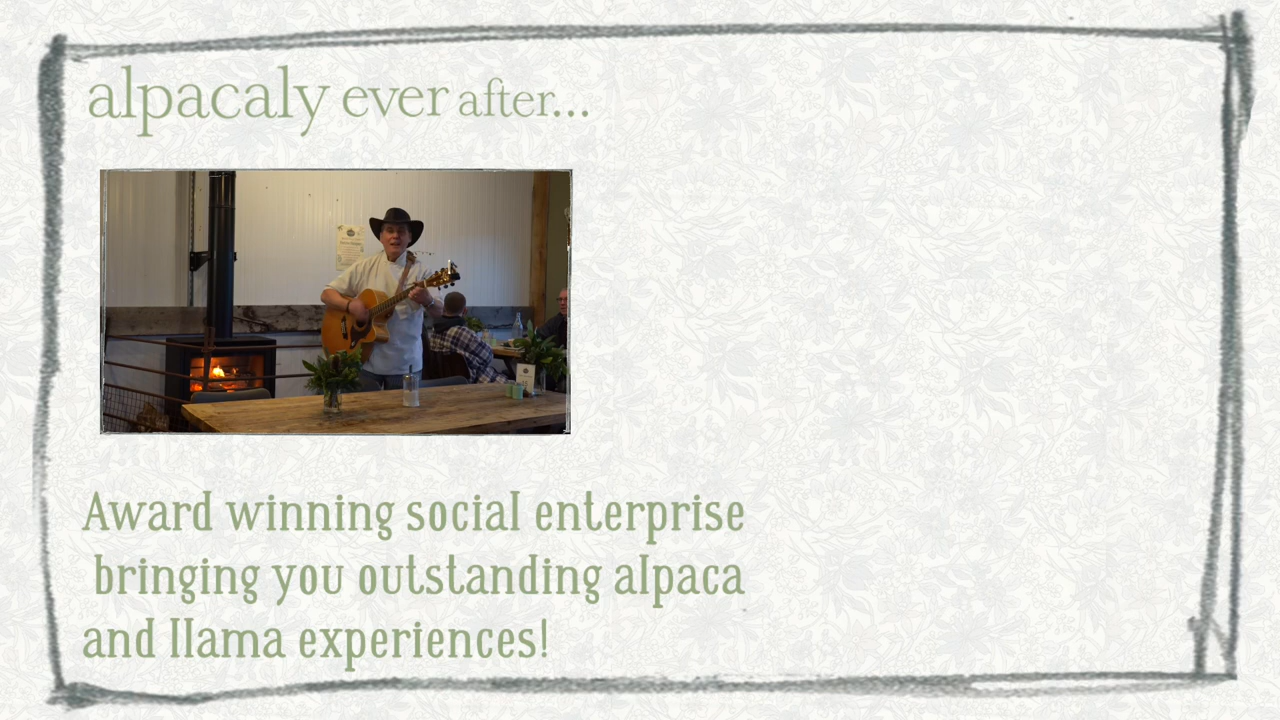 alpacaly ever after...
Award winning social enterprise
bringing you outstanding alpaca
and llama experiences!